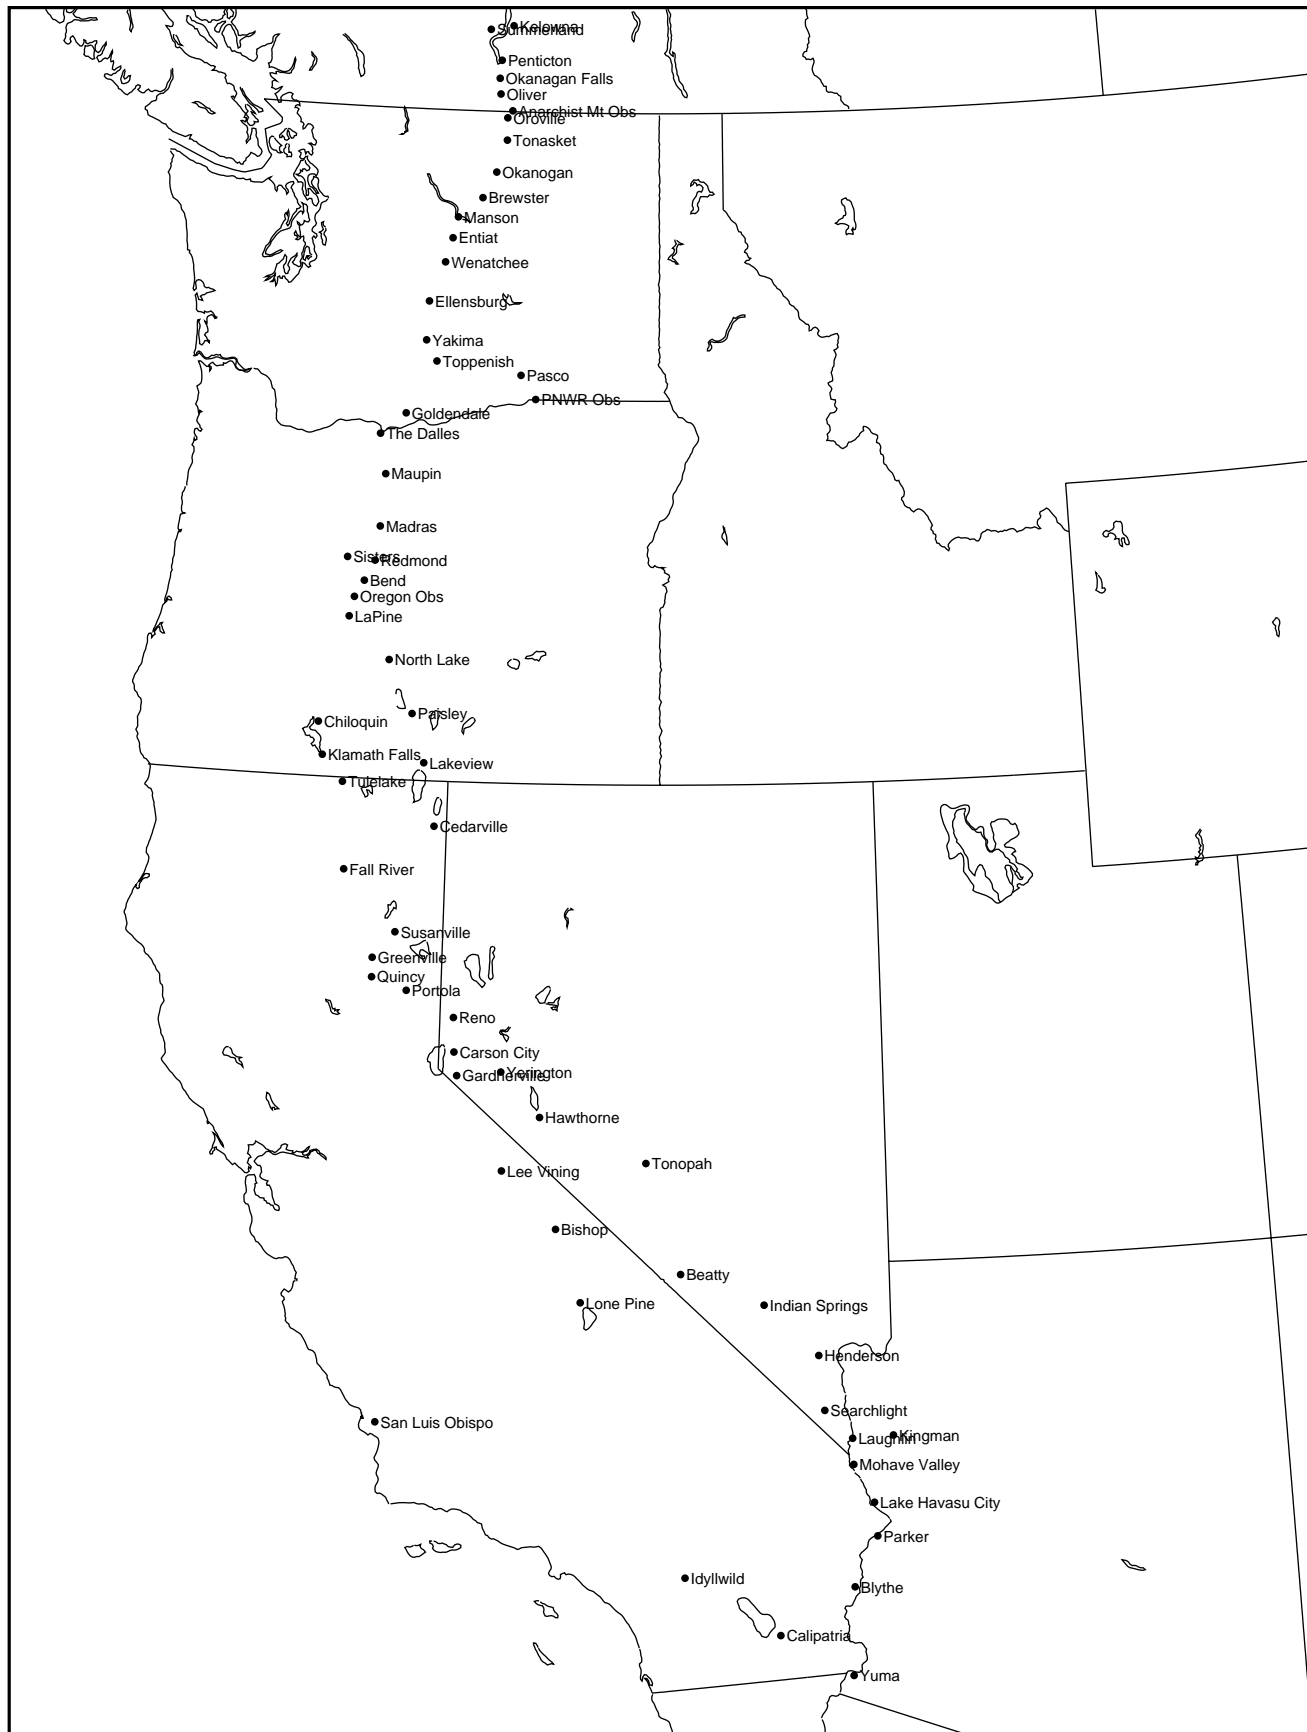 Kelowna
Summerland
Penticton
Okanagan Falls
Oliver
Anarchist Mt Obs
Oroville
Tonasket
Okanogan
Brewster
Manson
Entiat
Wenatchee
Ellensburg
Yakima
Toppenish
Pasco
PNWR Obs
Goldendale
The Dalles
Maupin
Madras
Sisters
Redmond
Bend
Oregon Obs
LaPine
North Lake
Paisley
Chiloquin
Klamath Falls
Lakeview
Tulelake
Cedarville
Fall River
Susanville
Greenville
Quincy
Portola
Reno
Carson City
Yerington
Gardnerville
Hawthorne
Tonopah
Lee Vining
Bishop
Beatty
Lone Pine
Indian Springs
Henderson
Searchlight
San Luis Obispo
Kingman
Laughlin
Mohave Valley
Lake Havasu City
Parker
Idyllwild
Blythe
Calipatria
Yuma